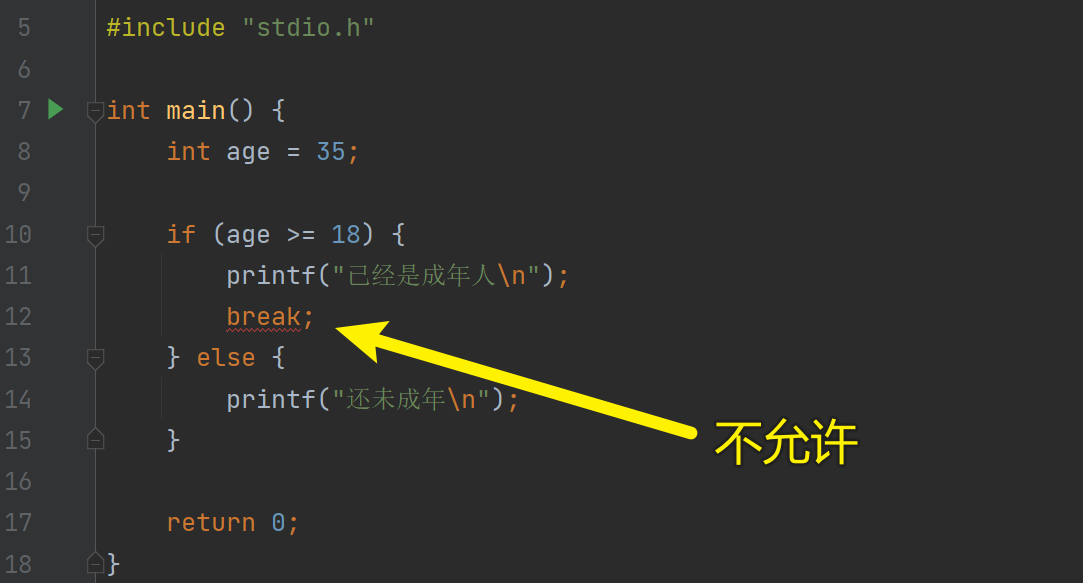 5 #include "stdio.h"
6
7 int main() {
8     int age = 35;
9
10     if (age >= 18) {
11         printf("已经是成年人\n");
12         break;
13     } else {
14         printf("还未成年\n");
15     }
16
17     return 0;
18 }
不允许